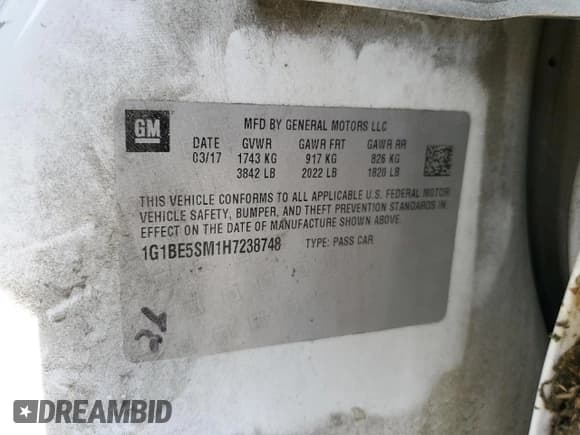 GM
MFD BY GENERAL MOTORS LLC
DATE GVWR GAWR FRT GAWR RR
03/17 1743 KG 917 KG 826 KG
3842 LB 2022 LB 1820 LB
THIS VEHICLE CONFORMS TO ALL APPLICABLE U.S. FEDERAL MOTOR
VEHICLE SAFETY, BUMPER, AND THEFT PREVENTION STANDARDS IN
EFFECT ON THE DATE OF MANUFACTURE SHOWN ABOVE.
1G1BE5SM1H7238748 TYPE: PASS CAR
DREAMBID